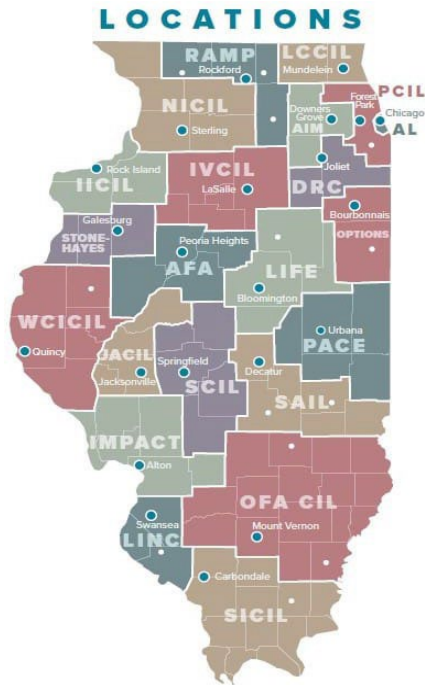 LOCATIONS
RAMP
Rockford
LCCIL
Mundelein
NICIL
Sterling
Downers
Grove
AIM
Forest
Park
PCIL
Chicago
AL
Rock Island
IICIL
IVCIL
LaSalle
Joliet
DRC
Bourbonnais
OPTIONS
Galesburg
STONE-
HAYES
Peoria Heights
AFA
LIFE
Bloomington
WCICIL
Quincy
Urbana
PACE
JACIL
Jacksonville
Springfield
SCIL
Decatur
SAIL
IMPACT
Alton
OFA CIL
Mount Vernon
Swansea
LINC
Carbondale
SICIL